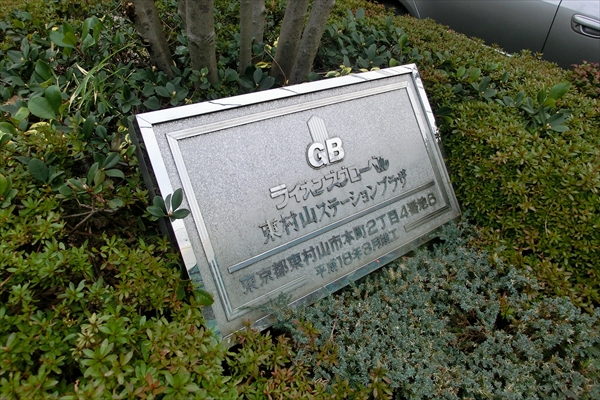 GB
ライオンズグローベル
東村山ステーションプラザ
東京都東村山市本町2丁目4番地6
平成18年3月竣工